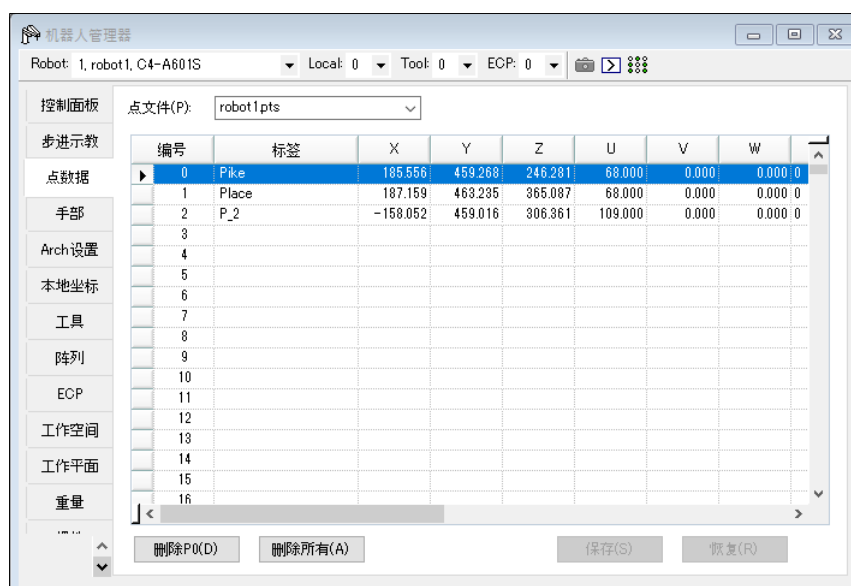 机器人管理器
Robot: 1, robot1, C4-A601S Local: 0 Tool: 0 ECP: 0
控制面板
点文件(P): robot1.pts
步进示教
编号 标签 X Y Z U V W
点数据
0 Pike 185.556 459.268 246.281 68.000 0.000 0.000 0
1 Place 187.159 463.235 365.087 68.000 0.000 0.000 0
手部
2 P_2 -158.052 459.016 306.361 109.000 0.000 0.000 0
3
Arch设置
4
5
本地坐标
6
工具
7
8
阵列
9
10
ECP
11
12
工作空间
13
14
工作平面
15
重量
16
删除P0(D) 删除所有(A) 保存(S) 恢复(R)